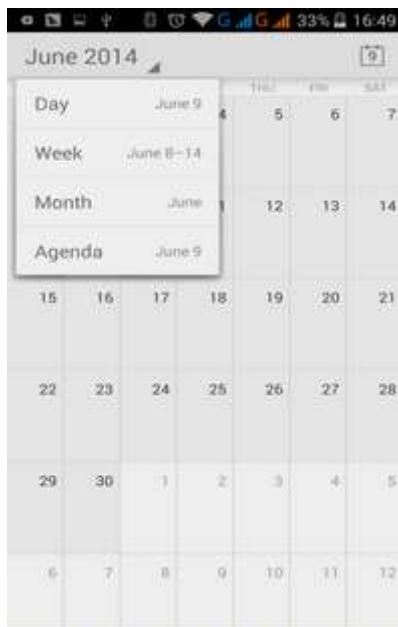 G G 33% 16:49
June 2014 9
THU FRI SAT
Day June 9
4 5 6 7
Week June 8–14
Month June
1 12 13 14
Agenda June 9
15 16 17 18 19 20 21
22 23 24 25 26 27 28
29 30 1 2 3 4 5
6 7 8 9 10 11 12